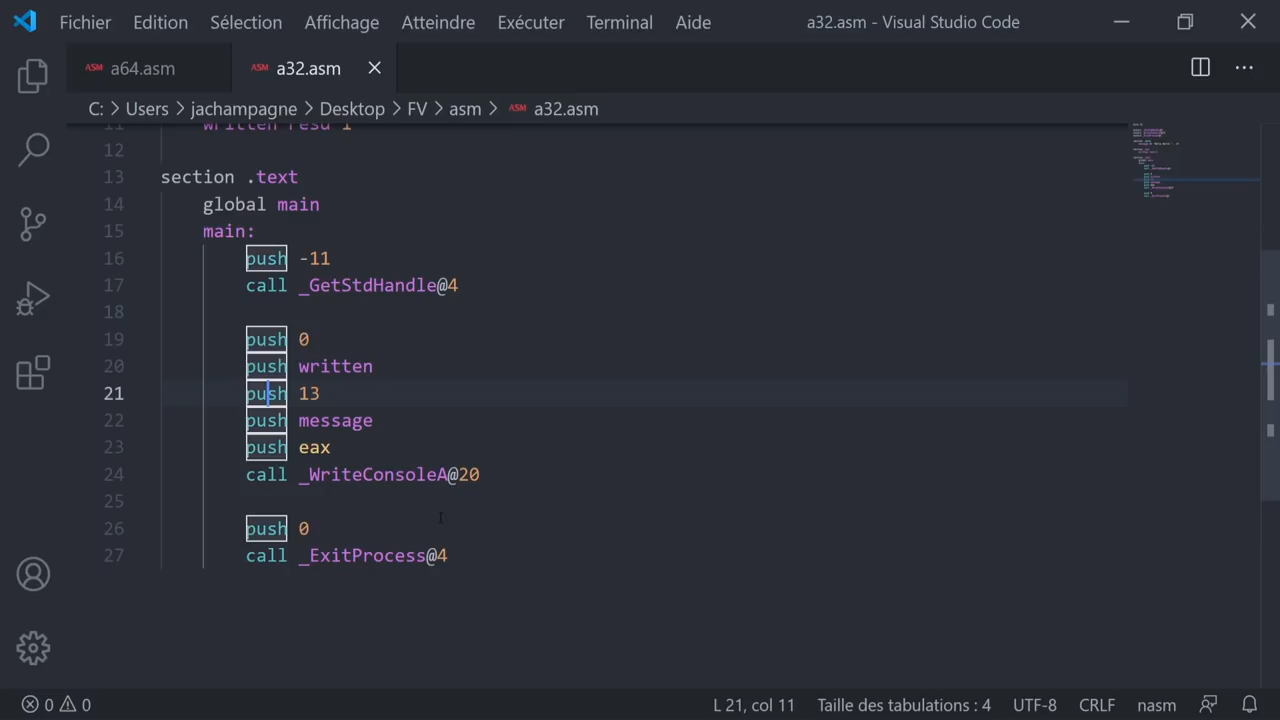 Fichier Edition Sélection Affichage Atteindre Exécuter Terminal Aide a32.asm - Visual Studio Code
ASM a64.asm ASM a32.asm
C: > Users > jachampagne > Desktop > FV > asm > ASM a32.asm
11 written resd 1
12
13 section .text
14 global main
15 main:
16 push -11
17 call _GetStdHandle@4
18
19 push 0
20 push written
21 push 13
22 push message
23 push eax
24 call _WriteConsoleA@20
25
26 push 0
27 call _ExitProcess@4
0 0 L 21, col 11 Taille des tabulations : 4 UTF-8 CRLF nasm